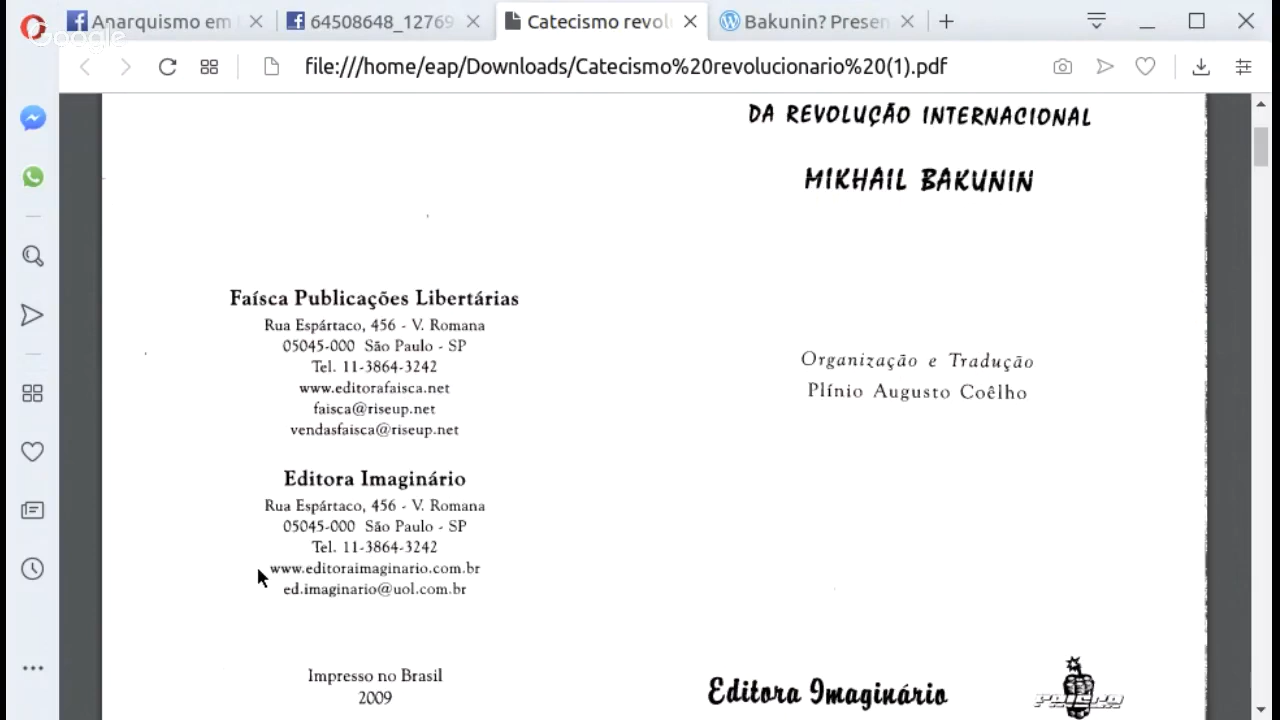 Anarquismo em
64508648_12769
Catecismo revol
Bakunin? Presen
Google
file:///home/eap/Downloads/Catecismo%20revolucionario%20(1).pdf
DA REVOLUÇÃO INTERNACIONAL
MIKHAIL BAKUNIN
Faísca Publicações Libertárias
Rua Espártaco, 456 - V. Romana
05045-000 São Paulo - SP
Tel. 11-3864-3242
www.editorafaisca.net
faisca@riseup.net
vendasfaisca@riseup.net
Editora Imaginário
Rua Espártaco, 456 - V. Romana
05045-000 São Paulo - SP
Tel. 11-3864-3242
www.editoraimaginario.com.br
ed.imaginario@uol.com.br
Impresso no Brasil
2009
Organização e Tradução
Plínio Augusto Coêlho
Editora Imaginário
FAÍSCA